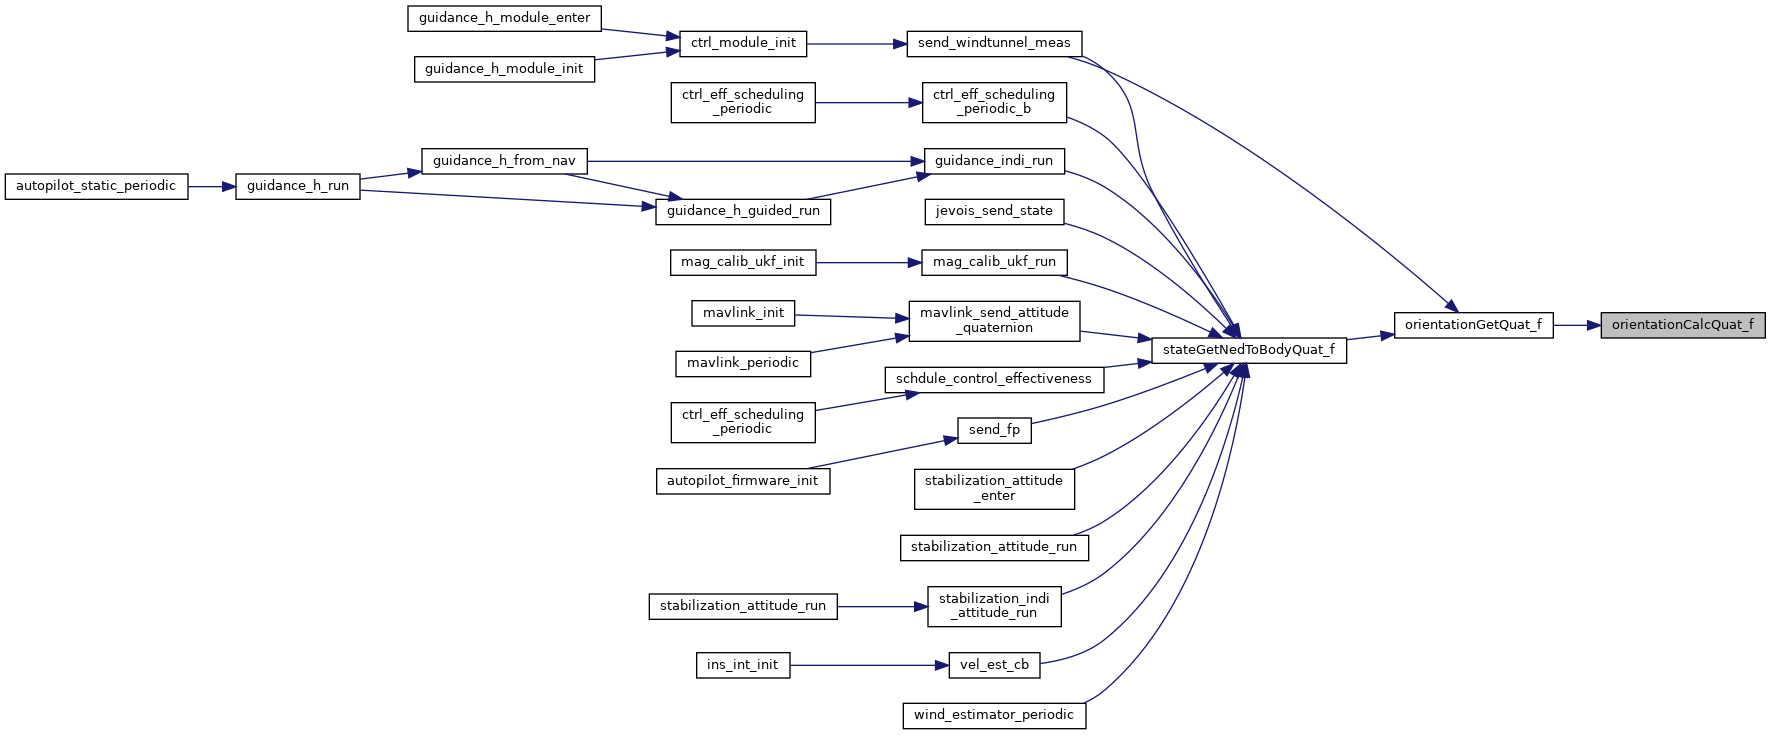 guidance_h_module_enter
ctrl_module_init
send_windtunnel_meas
guidance_h_module_init
ctrl_eff_scheduling
_periodic
ctrl_eff_scheduling
_periodic_b
guidance_h_from_nav
guidance_indi_run
autopilot_static_periodic
guidance_h_run
guidance_h_guided_run
jevois_send_state
mag_calib_ukf_init
mag_calib_ukf_run
mavlink_init
mavlink_send_attitude
_quaternion
orientationGetQuat_f
orientationCalcQuat_f
stateGetNedToBodyQuat_f
mavlink_periodic
schdule_control_effectiveness
ctrl_eff_scheduling
_periodic
send_fp
autopilot_firmware_init
stabilization_attitude
_enter
stabilization_attitude_run
stabilization_attitude_run
stabilization_indi
_attitude_run
ins_int_init
vel_est_cb
wind_estimator_periodic